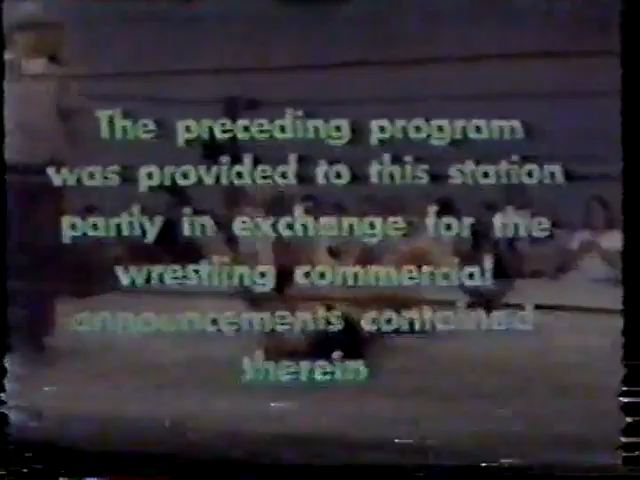 The preceding program
was provided to this station
partly in exchange for the
wrestling commercial
announcements contained
therein